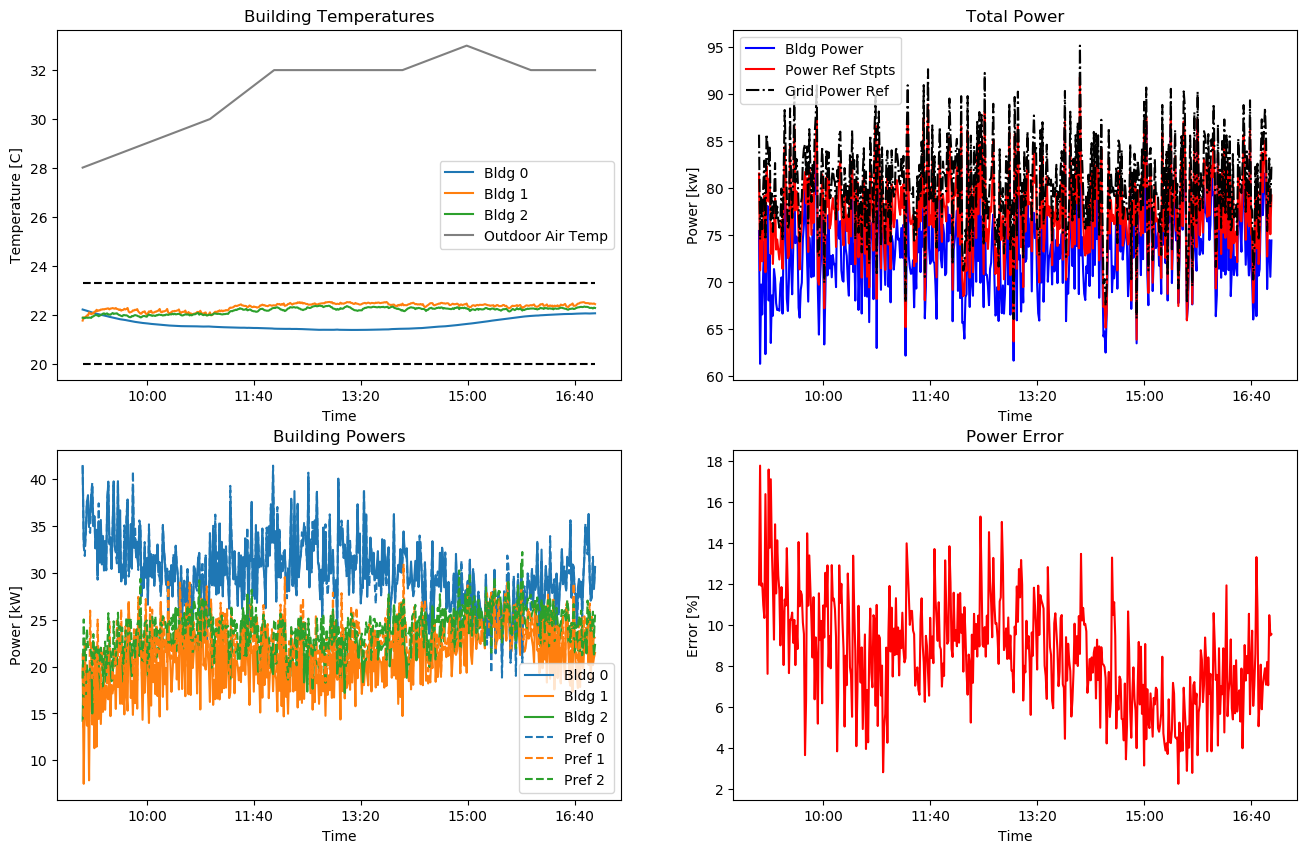 Building Temperatures
Temperature [C]
32
30
28
26
24
22
20
Bldg 0
Bldg 1
Bldg 2
Outdoor Air Temp
10:00 11:40 13:20 15:00 16:40
Time
Total Power
Power [kw]
95
90
85
80
75
70
65
60
Bldg Power
Power Ref Stpts
Grid Power Ref
10:00 11:40 13:20 15:00 16:40
Time
Building Powers
Power [kW]
40
35
30
25
20
15
10
Bldg 0
Bldg 1
Bldg 2
Pref 0
Pref 1
Pref 2
10:00 11:40 13:20 15:00 16:40
Time
Power Error
Error [%]
18
16
14
12
10
8
6
4
2
10:00 11:40 13:20 15:00 16:40
Time